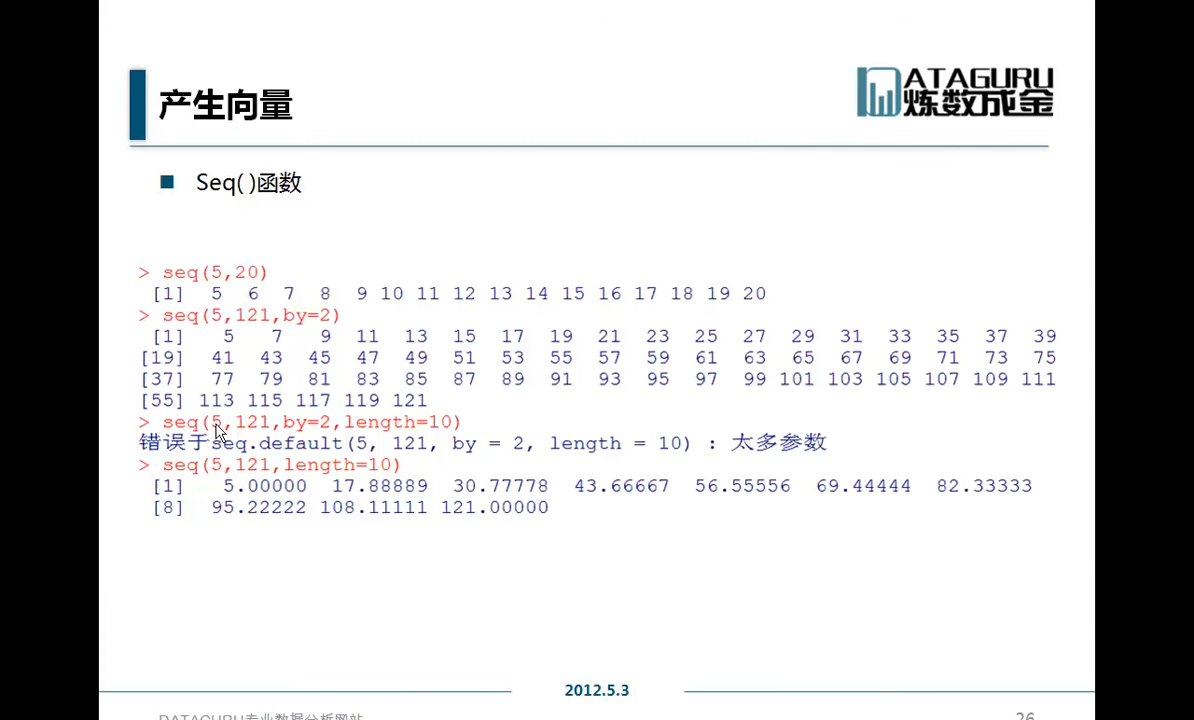 产生向量
DATAGURU
炼数成金
Seq( )函数
> seq(5,20)
[1] 5 6 7 8 9 10 11 12 13 14 15 16 17 18 19 20
> seq(5,121,by=2)
[1] 5 7 9 11 13 15 17 19 21 23 25 27 29 31 33 35 37 39
[19] 41 43 45 47 49 51 53 55 57 59 61 63 65 67 69 71 73 75
[37] 77 79 81 83 85 87 89 91 93 95 97 99 101 103 105 107 109 111
[55] 113 115 117 119 121
> seq(5,121,by=2,length=10)
错误于seq.default(5, 121, by = 2, length = 10) : 太多参数
> seq(5,121,length=10)
[1] 5.00000 17.88889 30.77778 43.66667 56.55556 69.44444 82.33333
[8] 95.22222 108.11111 121.00000
2012.5.3
DATAGURU专业数据分析网站
26